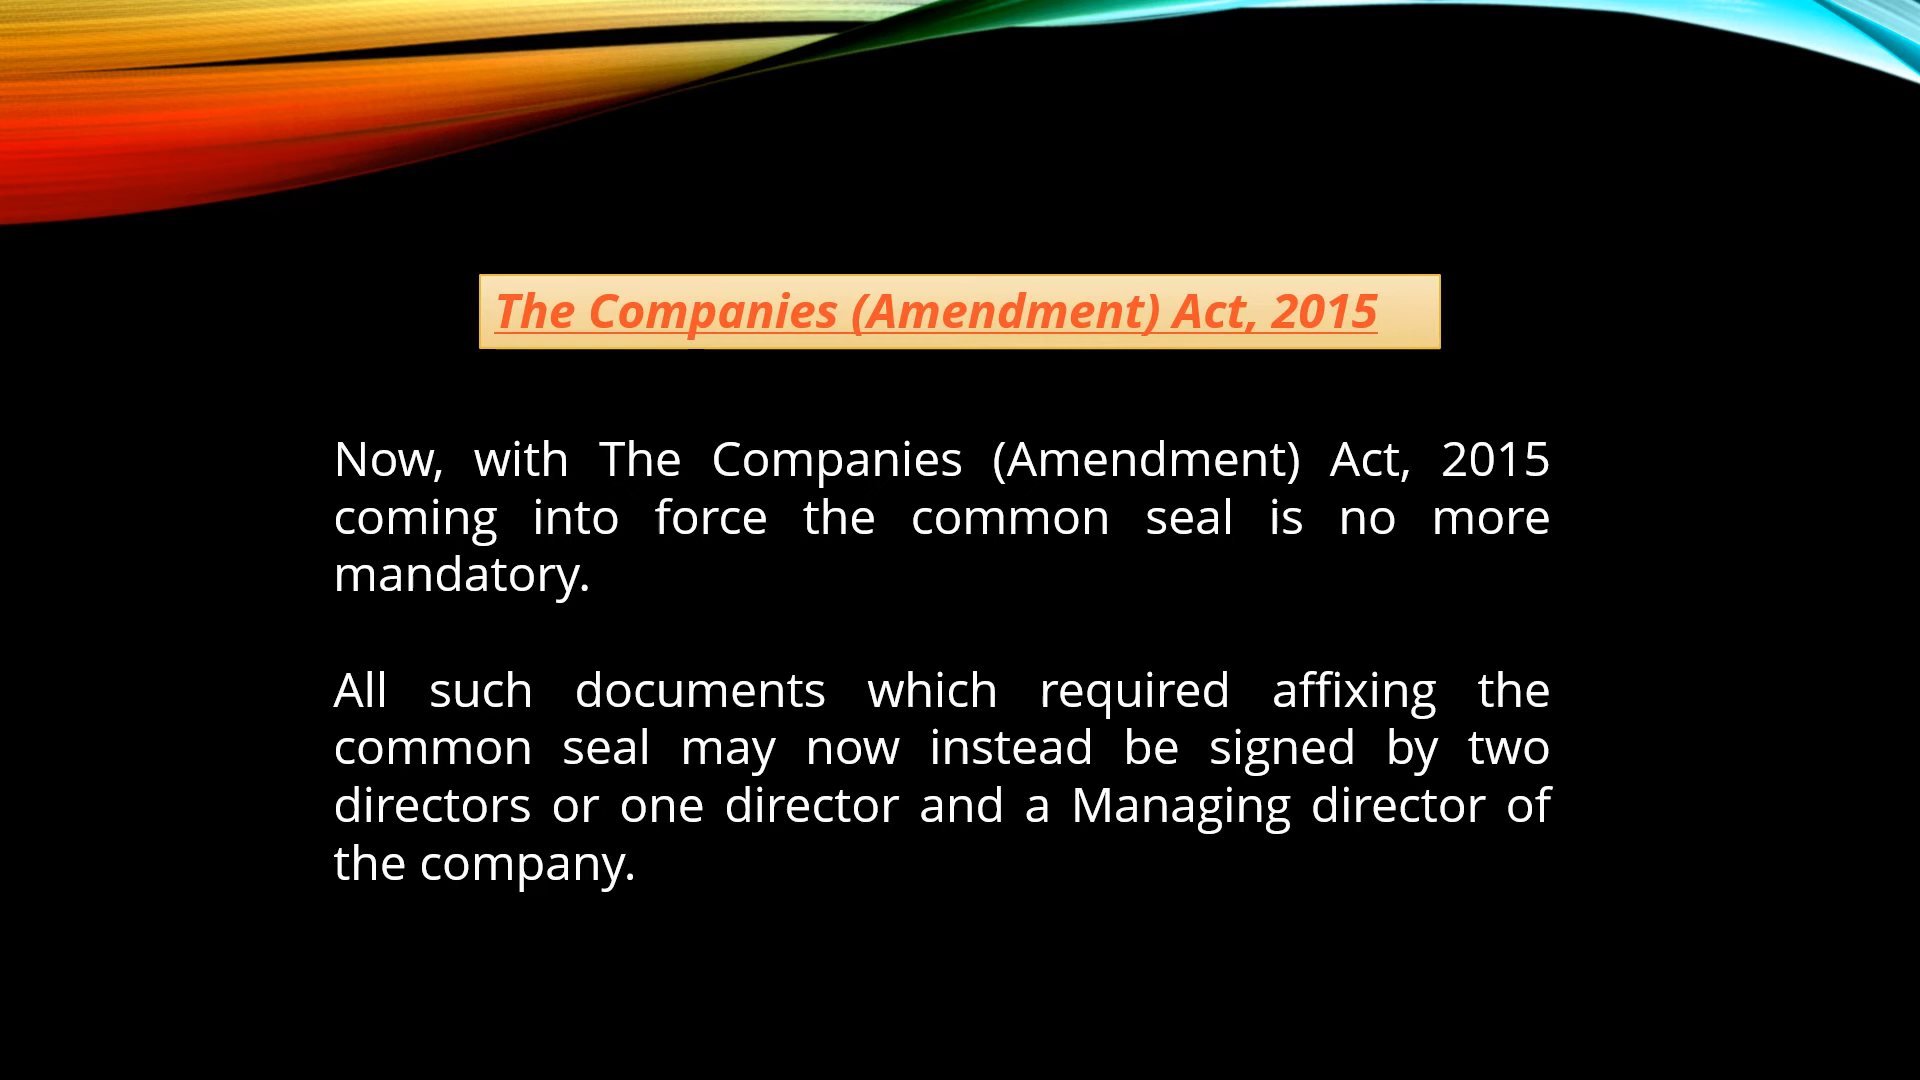 The Companies (Amendment) Act, 2015
Now, with The Companies (Amendment) Act, 2015
coming into force the common seal is no more
mandatory.
All such documents which required affixing the
common seal may now instead be signed by two
directors or one director and a Managing director of
the company.